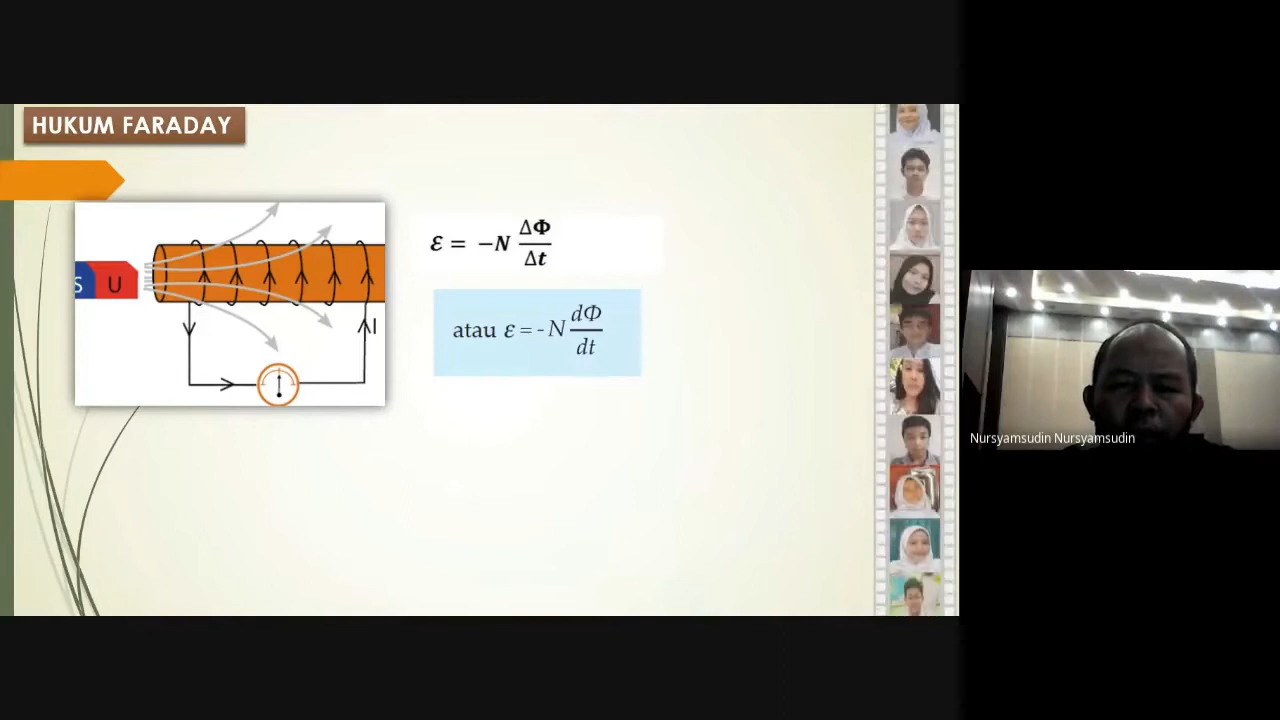 HUKUM FARADAY
S U
I
ℰ = −N ΔΦ/Δt
atau ε = - N dΦ/dt
Nursyamsudin Nursyamsudin